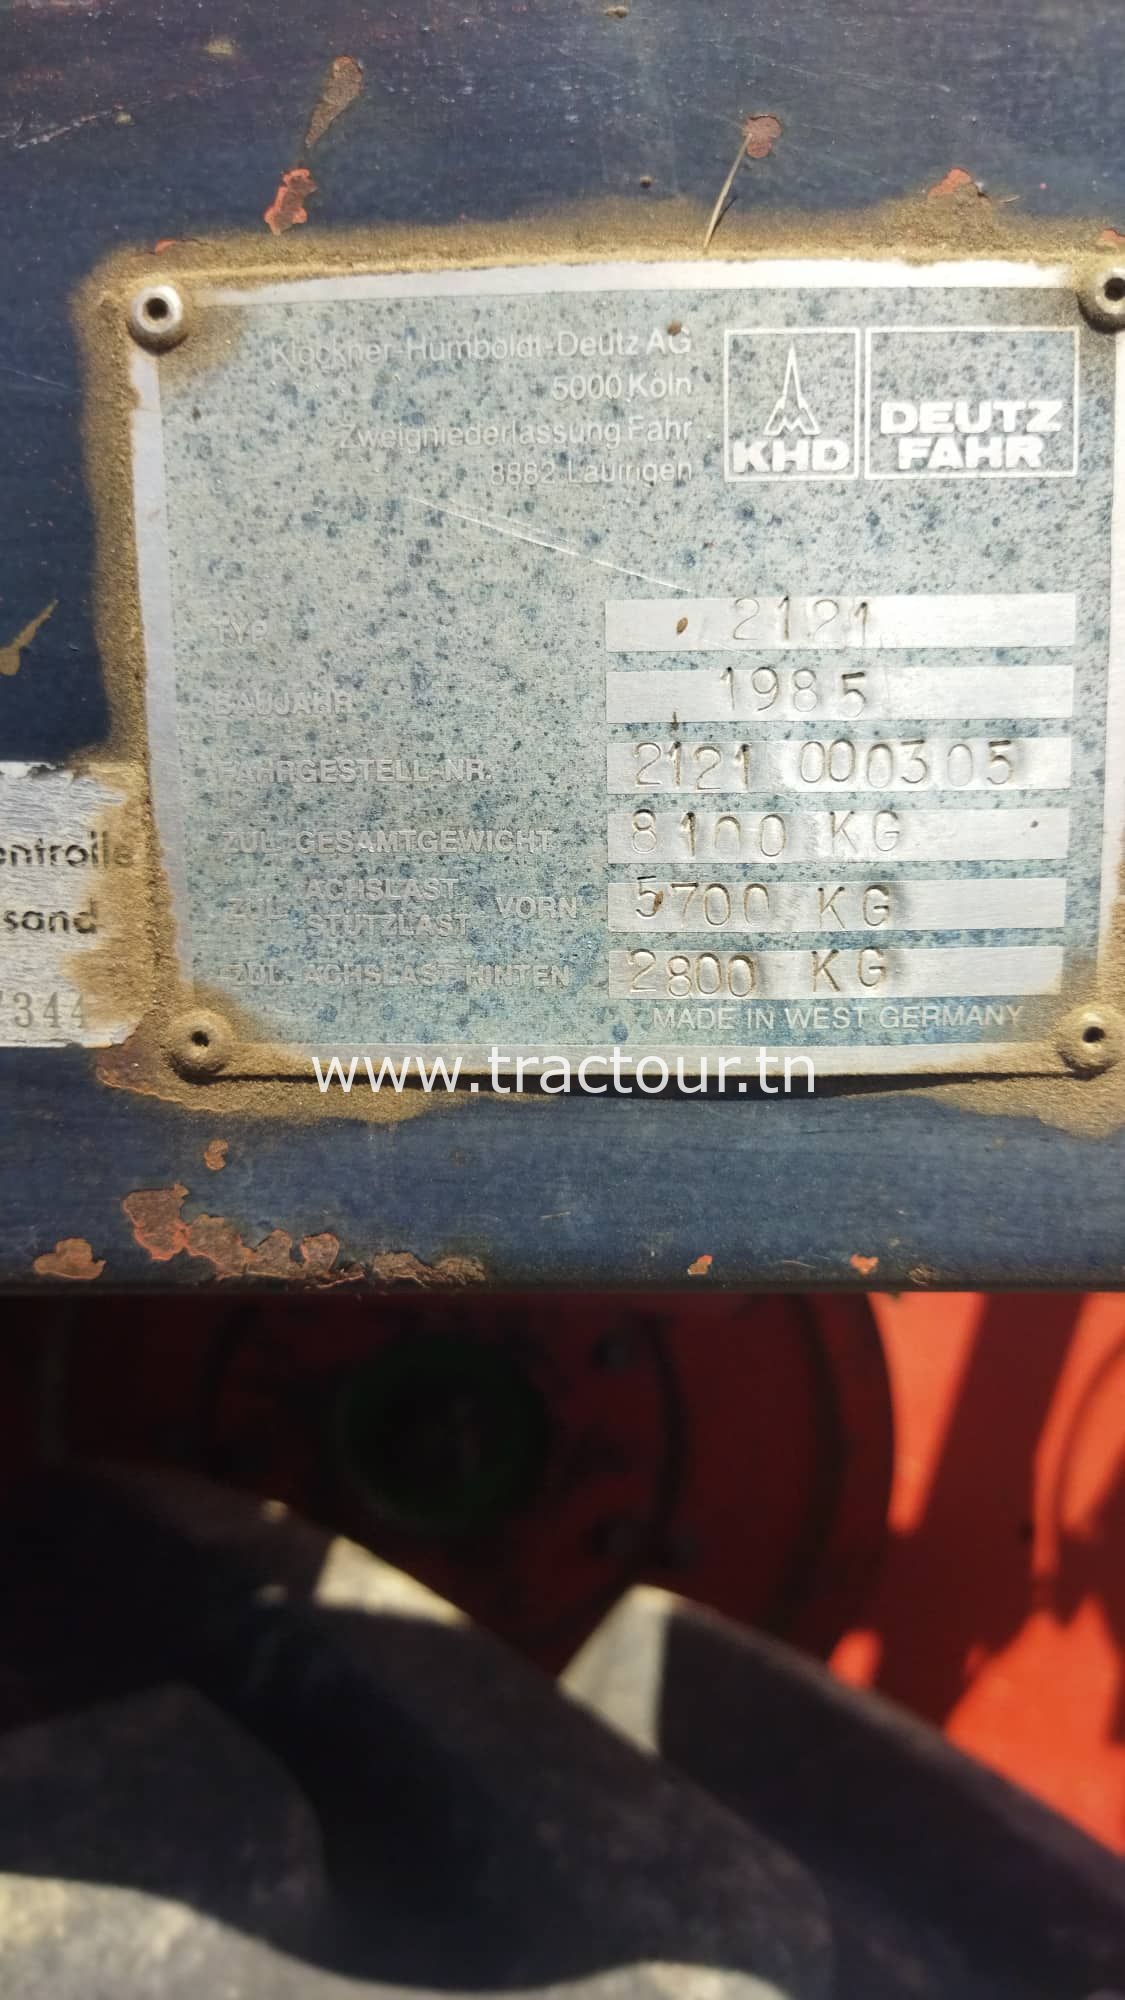 Klöckner-Humboldt-Deutz AG
5000 Köln
Zweigniederlassung Fahr
8882 Lauingen
KHD
DEUTZ
FAHR
TYP 2121
BAUJAHR 1985
FAHRGESTELL-NR. 2121 000305
ZUL. GESAMTGEWICHT 8100 KG
ZUL. ACHSLAST STÜTZLAST VORN 5700 KG
ZUL. ACHSLAST HINTEN 2800 KG
MADE IN WEST GERMANY
ontrolle
sand
344
www.tractour.tn